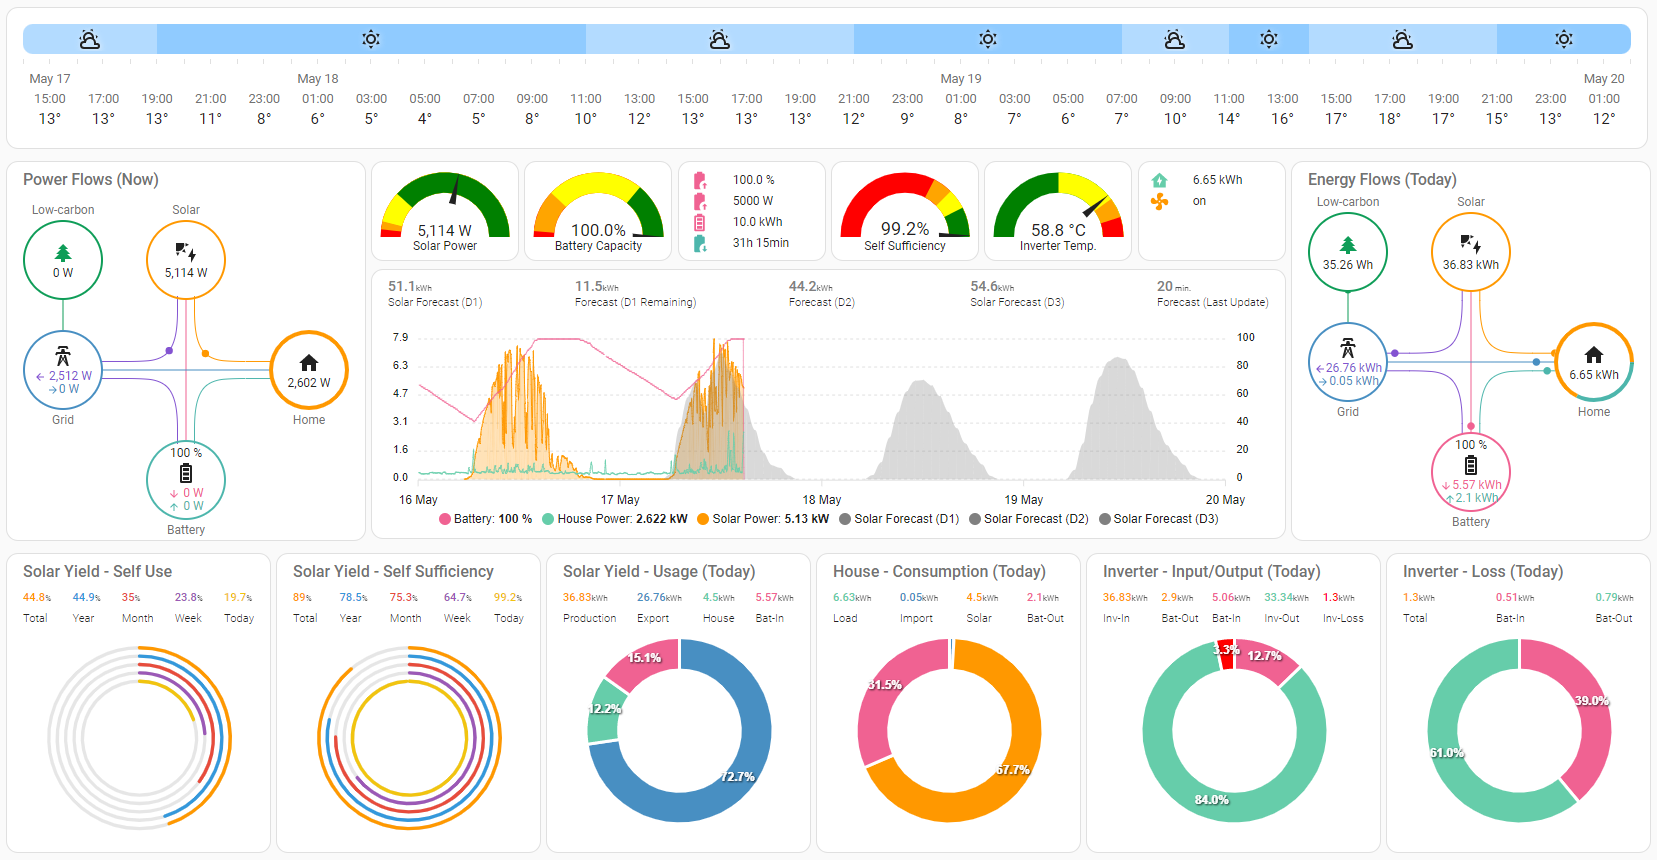 May 17 May 18 May 19 May 20
15:00 17:00 19:00 21:00 23:00 01:00 03:00 05:00 07:00 09:00 11:00 12:00 15:00 17:00 19:00 21:00 23:00 01:00 03:00 05:00 07:00 09:00 11:00 13:00 15:00 17:00 19:00 21:00 23:00 01:00
13° 13° 13° 11° 8° 6° 5° 4° 5° 8° 10° 12° 13° 13° 13° 12° 9° 8° 7° 6° 7° 10° 14° 16° 17° 18° 17° 15° 13° 12°
Power Flows (Now)
Low-carbon
Solar
0 W
5,114 W
← 2,512 W
→0 W
2,602 W
Grid
Home
100 %
↓ 0 W
↑ 0 W
Battery
5,114 W
Solar Power
100.0%
Battery Capacity
100.0 %
5000 W
10.0 kWh
31h 15min
99.2%
Self Sufficiency
58.8 °C
Inverter Temp.
6.65 kWh
on
51.1kWh 11.5kWh 44.2kWh 54.6kWh 20 min.
Solar Forecast (D1) Forecast (D1 Remaining) Forecast (D2) Solar Forecast (D3) Forecast (Last Update)
7.9 100
6.3 80
4.7 60
3.1 40
1.6 20
0.0 0
16 May 17 May 18 May 19 May 20 May
Battery: 100 % House Power: 2.622 kW Solar Power: 5.13 kW Solar Forecast (D1) Solar Forecast (D2) Solar Forecast (D3)
Energy Flows (Today)
Low-carbon
Solar
35.26 Wh
36.83 kWh
←26.76 kWh
→0.05 kWh
6.65 kWh
Grid
Home
100 %
↓5.57 kWh
↑2.1 kWh
Battery
Solar Yield - Self Use
44.8% 44.9% 35% 23.8% 19.7%
Total Year Month Week Today
Solar Yield - Self Sufficiency
89% 78.5% 75.3% 64.7% 99.2%
Total Year Month Week Today
Solar Yield - Usage (Today)
36.83kWh 26.76kWh 4.5kWh 5.57kWh
Production Export House Bat-In
15.1%
12.2%
72.7%
House - Consumption (Today)
6.63kWh 0.05kWh 4.5kWh 2.1kWh
Load Import Solar Bat-Out
31.5%
67.7%
Inverter - Input/Output (Today)
36.83kWh 2.9kWh 5.06kWh 33.34kWh 1.3kWh
Inv-In Bat-Out Bat-In Inv-Out Inv-Loss
3.3%
12.7%
84.0%
Inverter - Loss (Today)
1.3kWh 0.51kWh 0.79kWh
Total Bat-In Bat-Out
39.0%
61.0%